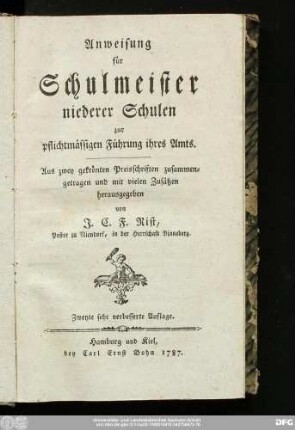 Anweisung
für
Schulmeister
niederer Schulen
zur
pflichtmässigen Führung ihres Amts.
Aus zwey gekrönten Preisschriften zusammen-
getragen und mit vielen Zusätzen
herausgegeben
von
J. C. F. Rist,
Pastor zu Niendorf, in der Herrschaft Pinneberg.
Zweyte sehr verbesserte Auflage.
Hamburg und Kiel,
bey Carl Ernst Bohn 1787.
DFG